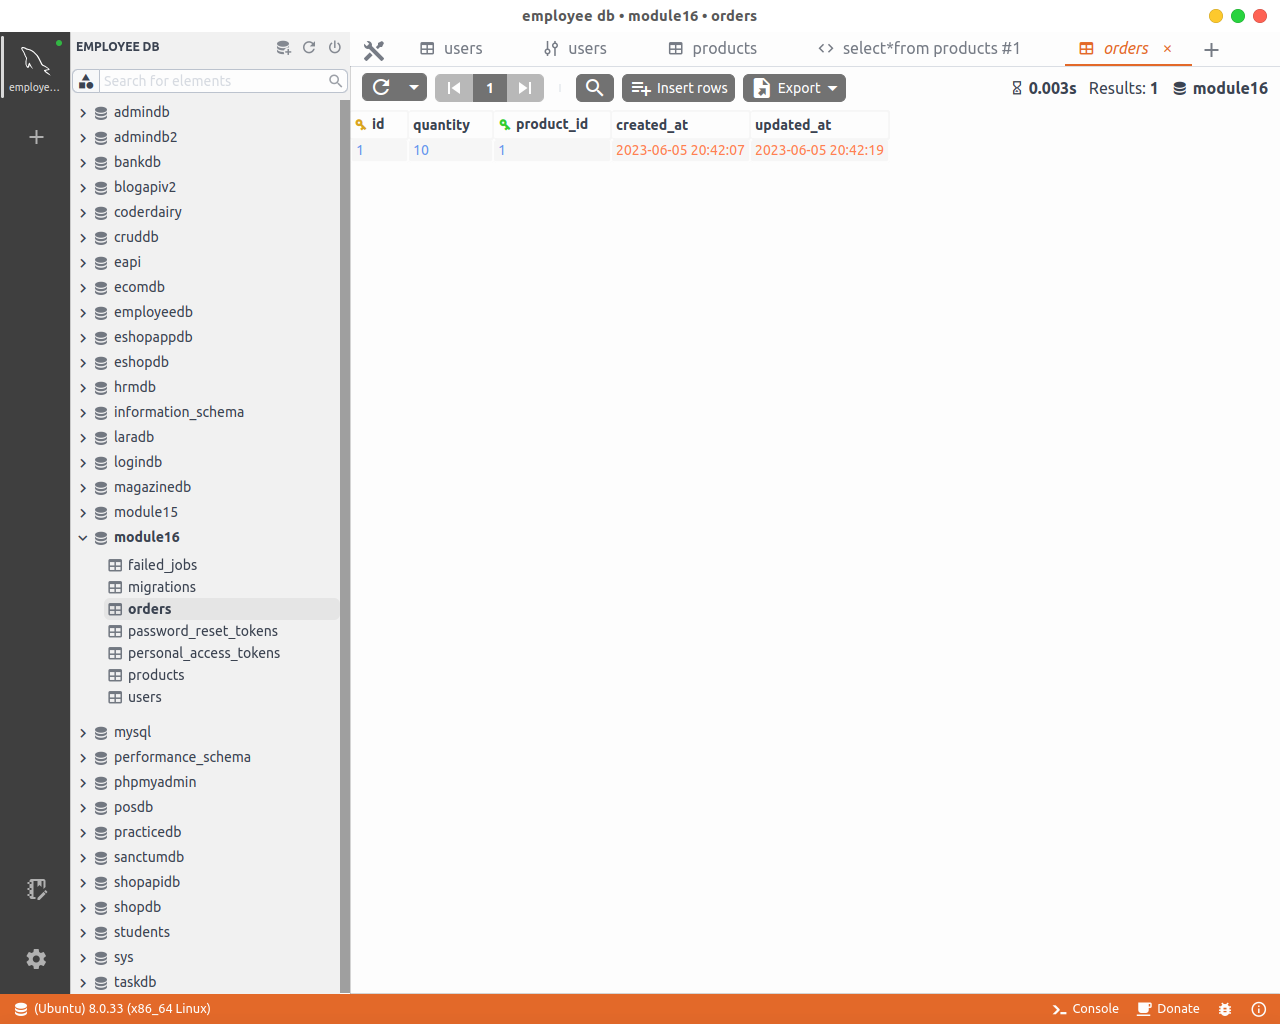 employee db • module16 • orders
employe...
EMPLOYEE DB
Search for elements
admindb
admindb2
bankdb
blogapiv2
coderdairy
cruddb
eapi
ecomdb
employeedb
eshopappdb
eshopdb
hrmdb
information_schema
laradb
logindb
magazinedb
module15
module16
failed_jobs
migrations
orders
password_reset_tokens
personal_access_tokens
products
users
mysql
performance_schema
phpmyadmin
posdb
practicedb
sanctumdb
shopapidb
shopdb
students
sys
taskdb
users users products select*from products #1 orders ×
1 Insert rows Export 0.003s Results: 1 module16
id quantity product_id created_at updated_at
1 10 1 2023-06-05 20:42:07 2023-06-05 20:42:19
(Ubuntu) 8.0.33 (x86_64 Linux) Console Donate